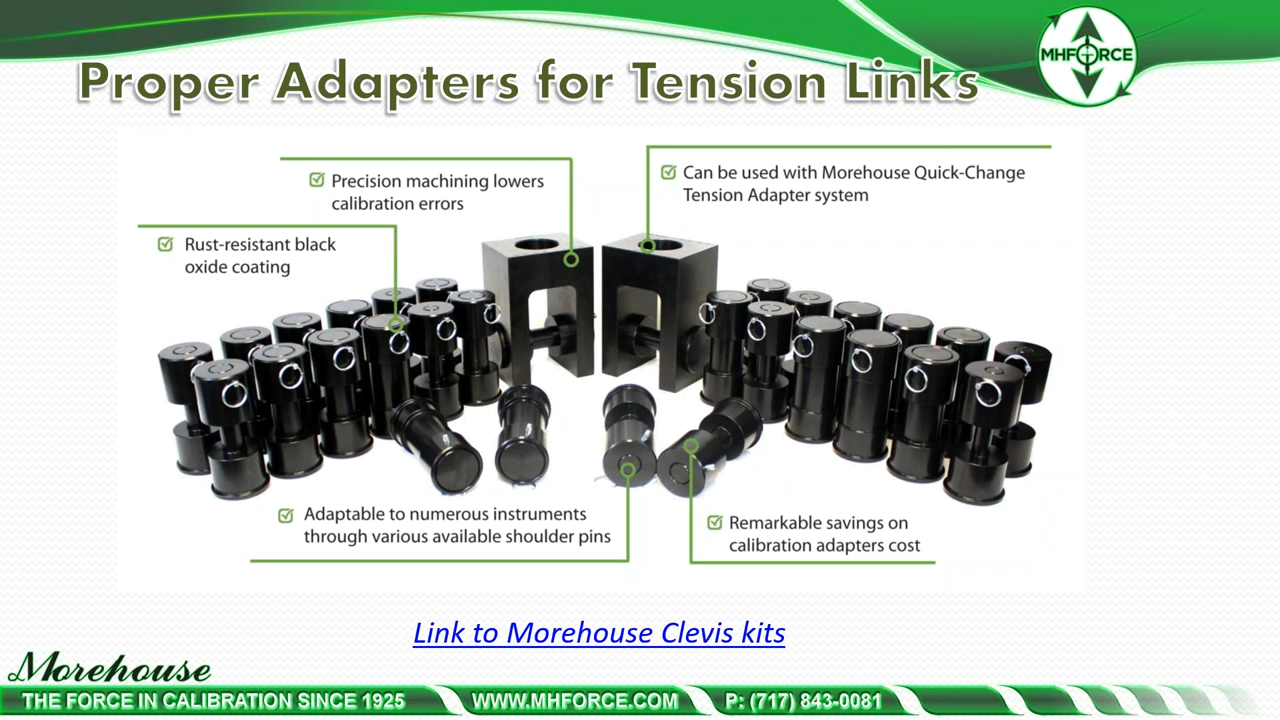 MHFORCE
Proper Adapters for Tension Links
Precision machining lowers
calibration errors
Can be used with Morehouse Quick-Change
Tension Adapter system
Rust-resistant black
oxide coating
Adaptable to numerous instruments
through various available shoulder pins
Remarkable savings on
calibration adapters cost
Link to Morehouse Clevis kits
Morehouse
THE FORCE IN CALIBRATION SINCE 1925
WWW.MHFORCE.COM
P: (717) 843-0081